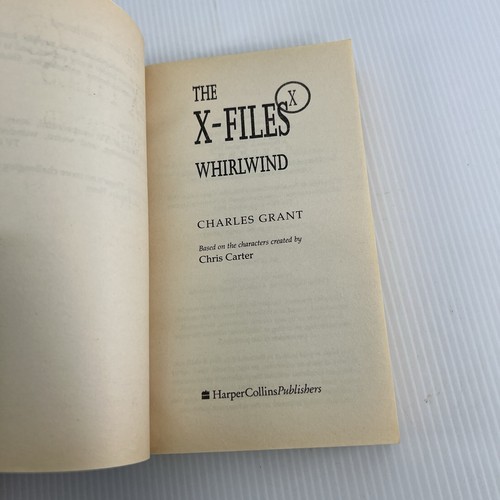 THE
X
X-FILES
WHIRLWIND
CHARLES GRANT
Based on the characters created by
Chris Carter
HarperCollinsPublishers